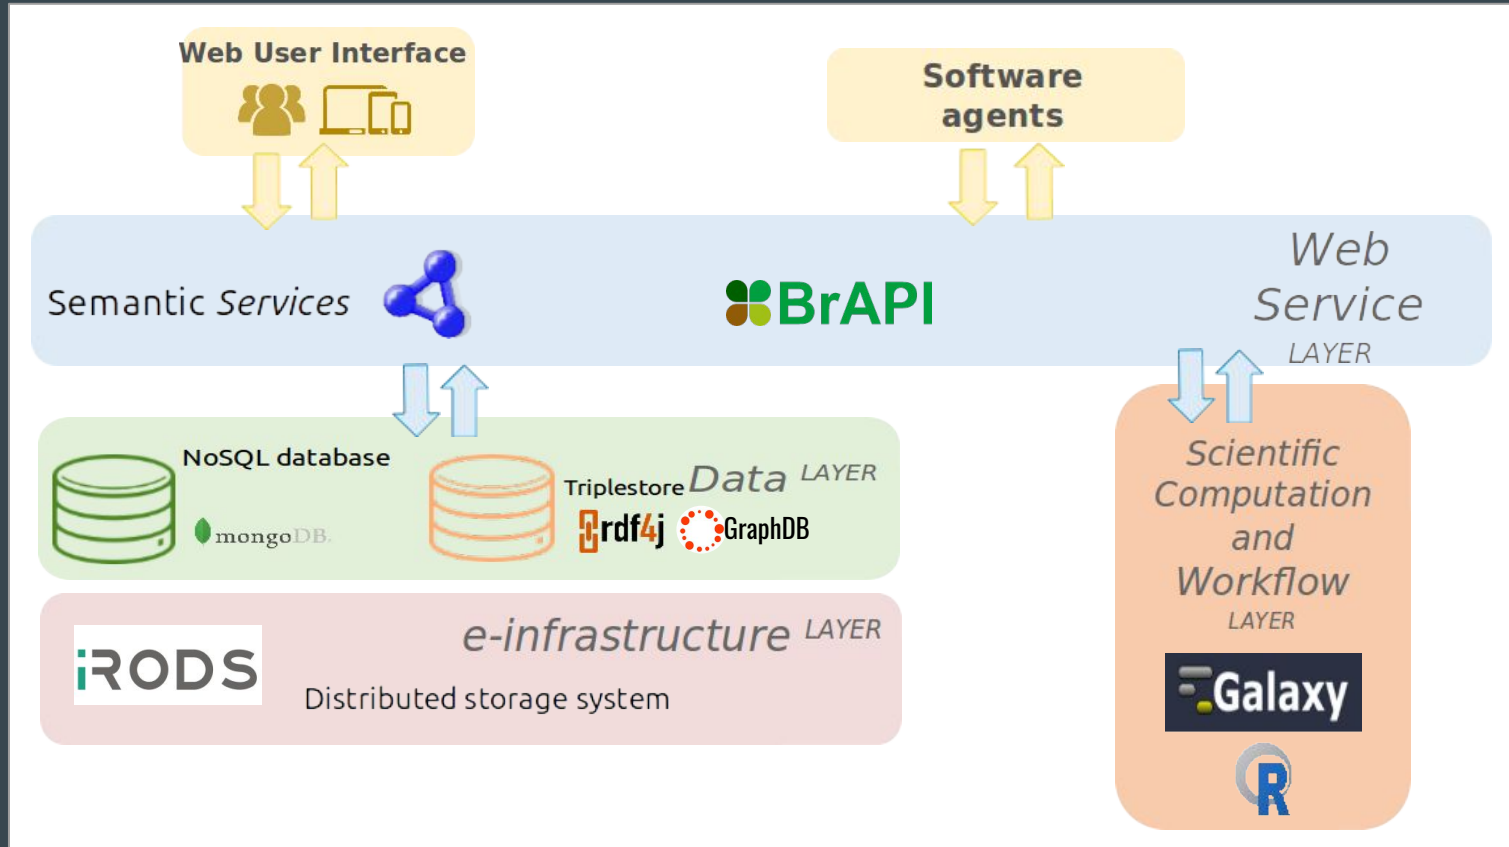 Web User Interface
Software
agents
Semantic Services
BrAPI
Web
Service
LAYER
NoSQL database
mongoDB.
Triplestore
Data LAYER
rdf4j
GraphDB
e-infrastructure LAYER
iRODS
Distributed storage system
Scientific
Computation
and
Workflow
LAYER
Galaxy
R